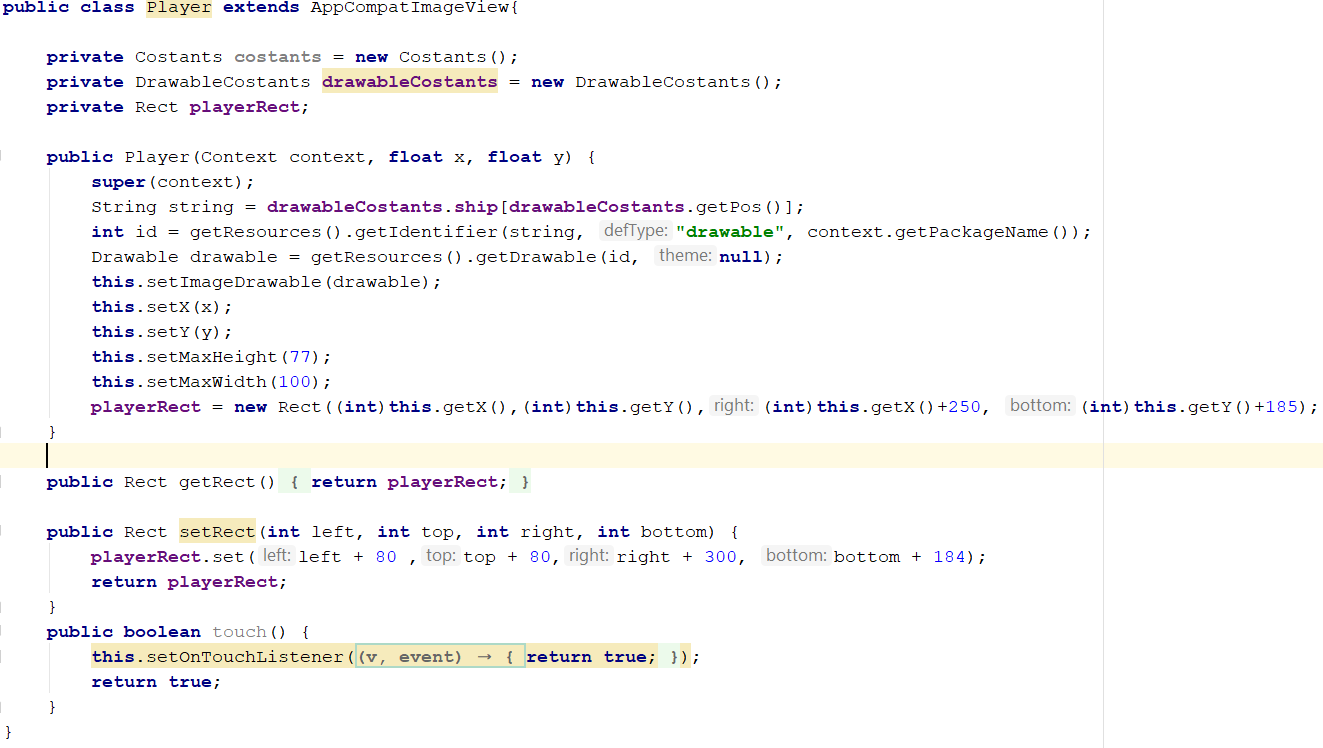 public class Player extends AppCompatImageView{
private Costants costants = new Costants();
private DrawableCostants drawableCostants = new DrawableCostants();
private Rect playerRect;
public Player(Context context, float x, float y) {
super(context);
String string = drawableCostants.ship[drawableCostants.getPos()];
int id = getResources().getIdentifier(string, defType: "drawable", context.getPackageName());
Drawable drawable = getResources().getDrawable(id, theme: null);
this.setImageDrawable(drawable);
this.setX(x);
this.setY(y);
this.setMaxHeight(77);
this.setMaxWidth(100);
playerRect = new Rect((int)this.getX(),(int)this.getY(), right: (int)this.getX()+250, bottom: (int)this.getY()+185);
}
public Rect getRect() { return playerRect; }
public Rect setRect(int left, int top, int right, int bottom) {
playerRect.set( left: left + 80 , top: top + 80, right: right + 300, bottom: bottom + 184);
return playerRect;
}
public boolean touch() {
this.setOnTouchListener((v, event) → { return true; });
return true;
}
}